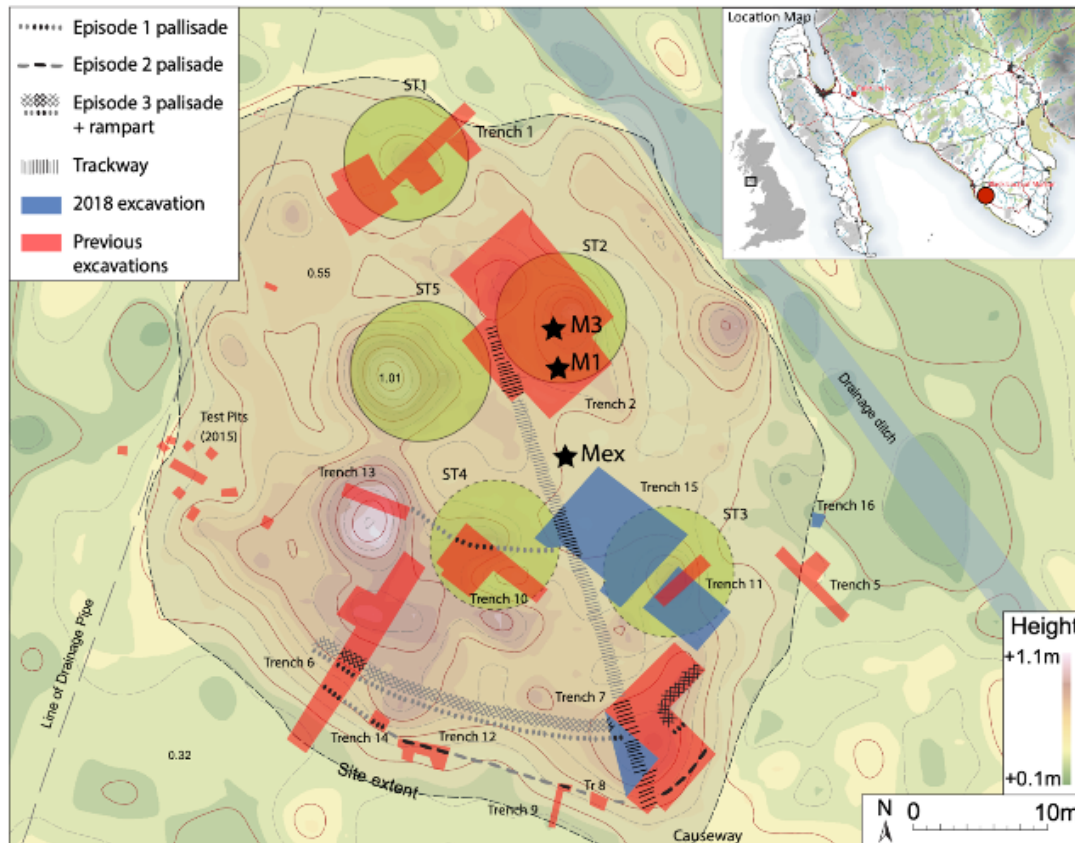 Episode 1 pallisade
Episode 2 palisade
Episode 3 palisade
+ rampart
Trackway
2018 excavation
Previous
excavations
Location Map
ST1
Trench 1
0.55
ST2
ST5
M3
M1
1.01
Trench 2
Drainage ditch
Test Pits
(2015)
Mex
Trench 13
ST4
Trench 15
ST3
Trench 16
Trench 11
Trench 5
Trench 10
Line of Drainage Pipe
Trench 6
Trench 7
Height
+1.1m
+0.1m
Trench 14
Trench 12
0.32
Site extent
Tr 8
Trench 9
Causeway
N
0
10m